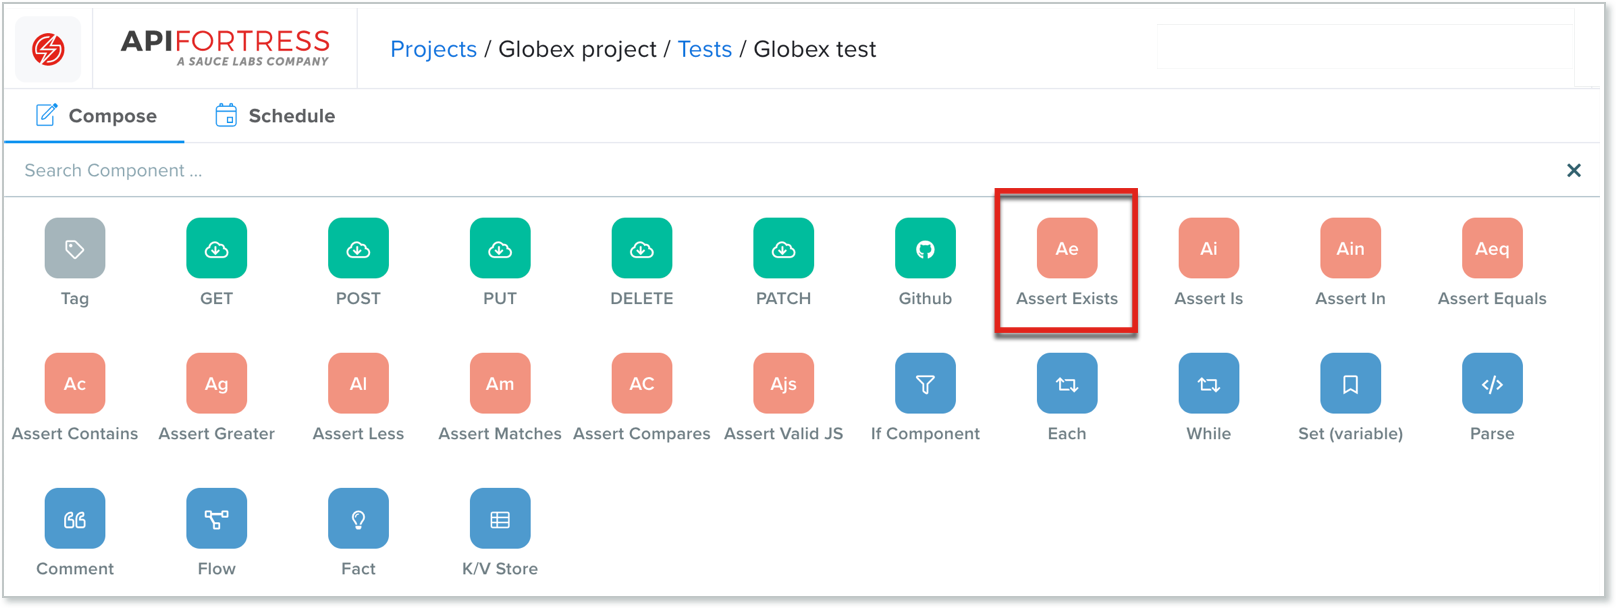 APIFORTRESS
A SAUCE LABS COMPANY
Projects / Globex project / Tests / Globex test
Compose
Schedule
Search Component ...
Ae
Ai
Ain
Aeq
Tag
GET
POST
PUT
DELETE
PATCH
Github
Assert Exists
Assert Is
Assert In
Assert Equals
Ac
Ag
Al
Am
AC
Ajs
Assert Contains
Assert Greater
Assert Less
Assert Matches
Assert Compares
Assert Valid JS
If Component
Each
While
Set (variable)
Parse
Comment
Flow
Fact
K/V Store